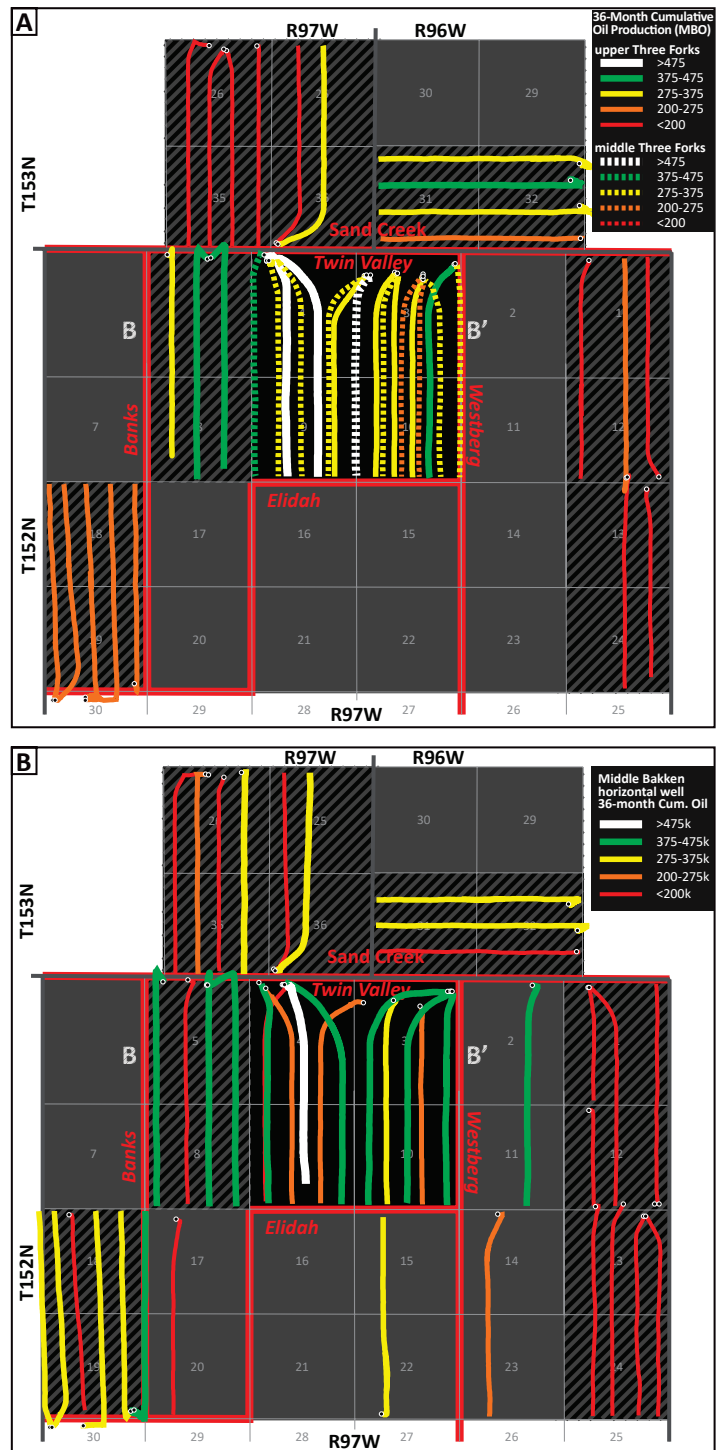 A
R97W
R96W
36-Month Cumulative
Oil Production (MBO)
upper Three Forks
>475
375-475
275-375
200-275
<200
middle Three Forks
>475
375-475
275-375
200-275
<200
T153N
26
30
29
35
31
32
Sand Creek
Twin Valley
B
B'
2
Banks
Westberg
7
8
9
10
11
12
Elidah
T152N
18
17
16
15
14
13
19
20
21
22
23
24
30
29
28
27
26
25
R97W
B
R97W
R96W
Middle Bakken
horizontal well
36-month Cum. Oil
>475k
375-475k
275-375k
200-275k
<200k
T153N
26
25
30
29
35
36
31
32
Sand Creek
Twin Valley
B
B'
5
4
3
2
1
Banks
Westberg
7
8
10
11
12
Elidah
T152N
18
17
16
15
14
13
19
20
21
22
23
24
30
29
28
27
26
25
R97W